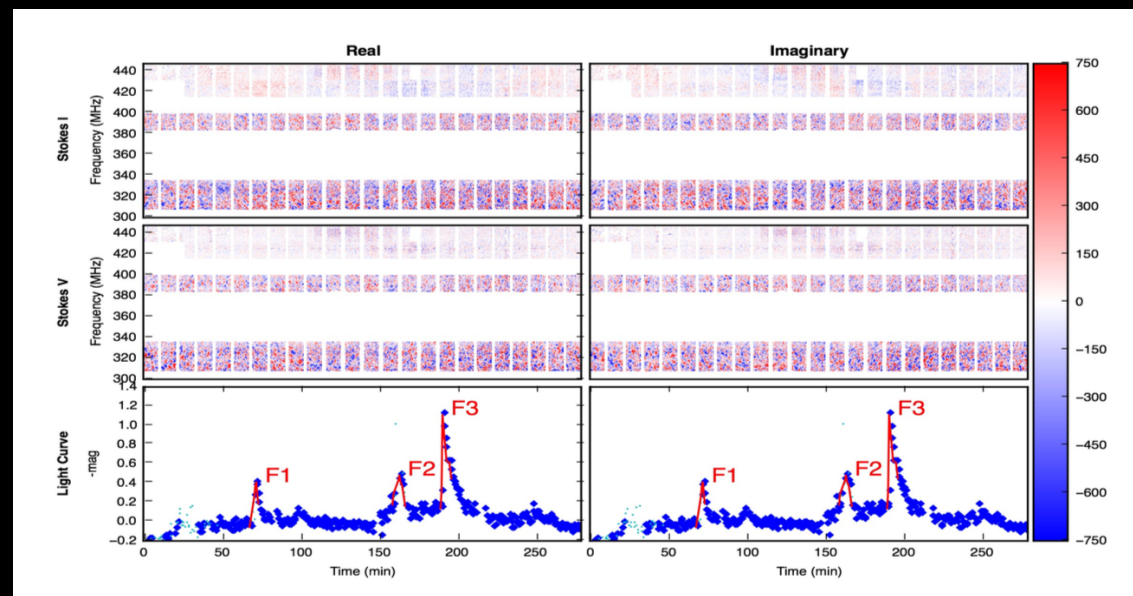 Real Imaginary
Stokes I
Frequency (MHz)
440
420
400
380
360
340
320
300
Stokes V
Frequency (MHz)
440
420
400
380
360
340
320
300
Light Curve
-mag
1.4
1.2
1.0
0.8
0.6
0.4
0.2
0.0
−0.2
F1
F2
F3
F1
F2
F3
0 50 100 150 200 250
0 50 100 150 200 250
Time (min) Time (min)
750
600
450
300
150
0
−150
−300
−450
−600
−750